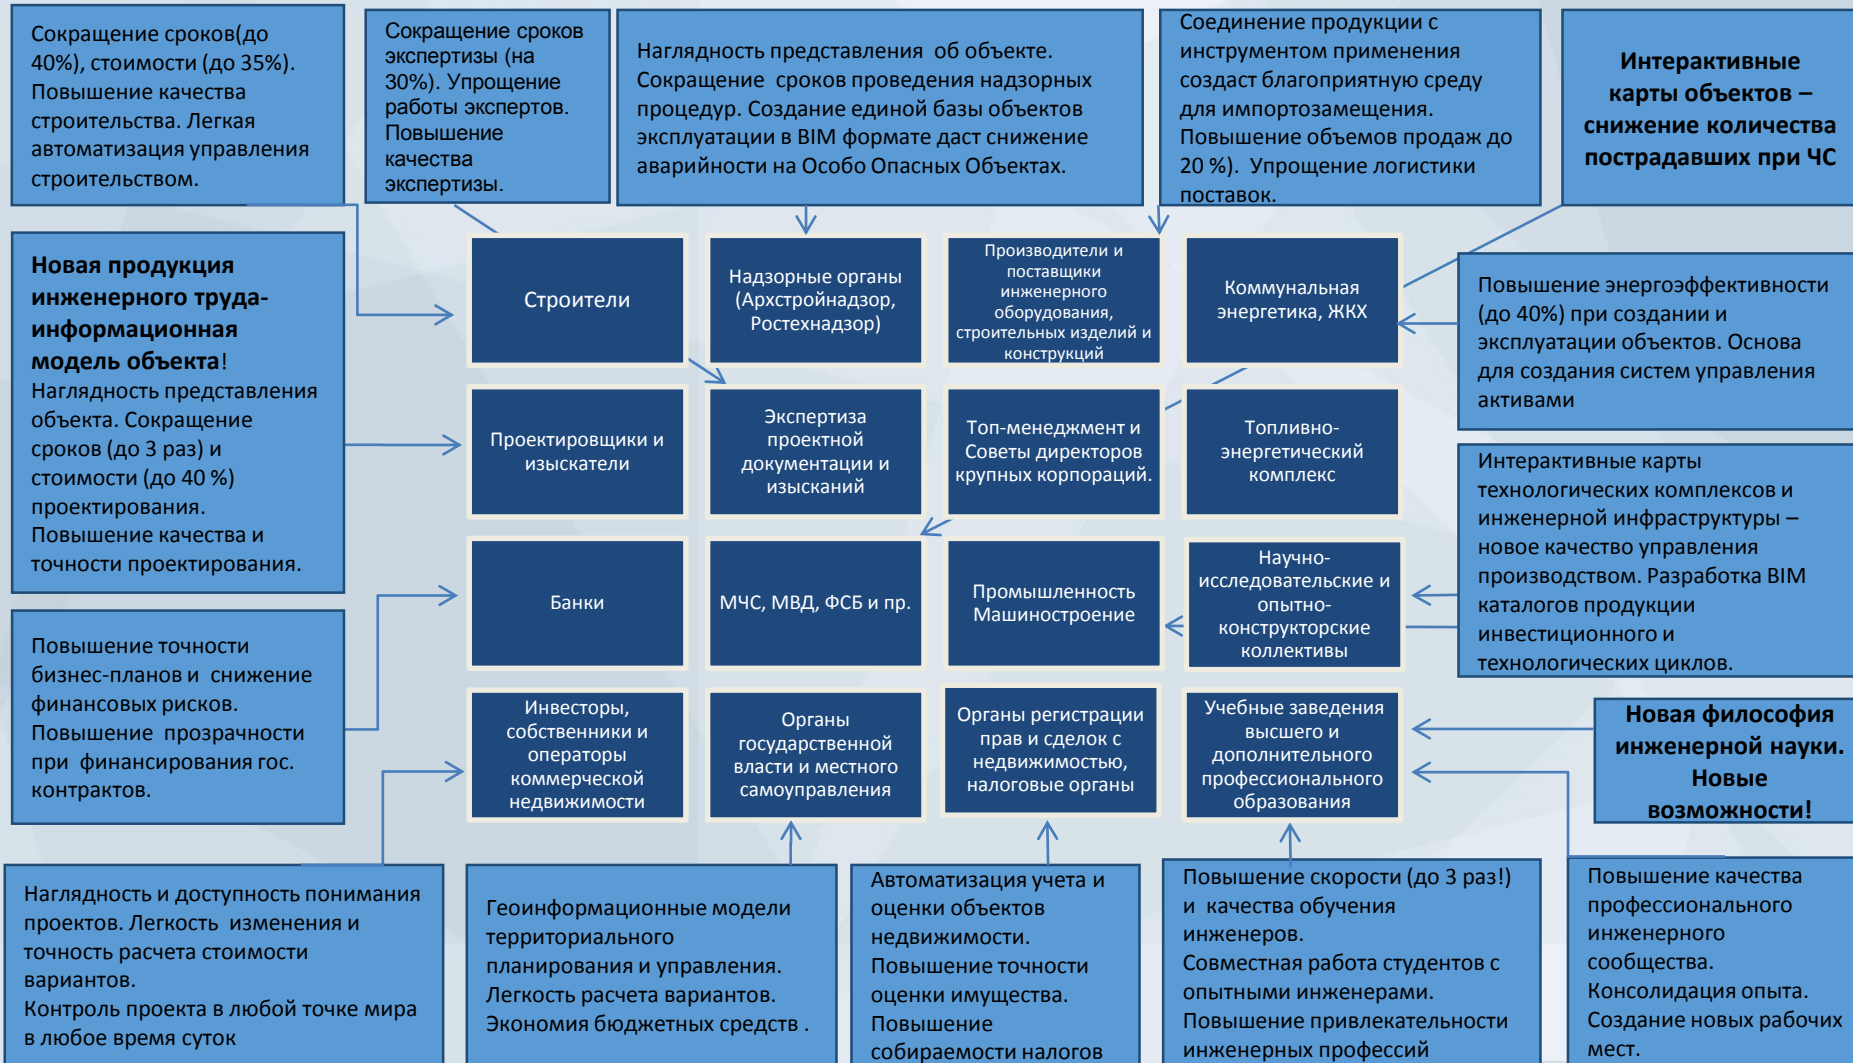 Сокращение сроков(до
40%), стоимости (до 35%).
Повышение качества
строительства. Легкая
автоматизация управления
строительством.
Сокращение сроков
экспертизы (на
30%). Упрощение
работы экспертов.
Повышение
качества
экспертизы.
Наглядность представления об объекте.
Сокращение сроков проведения надзорных
процедур. Создание единой базы объектов
эксплуатации в BIM формате даст снижение
аварийности на Особо Опасных Объектах.
Соединение продукции с
инструментом применения
создаст благоприятную среду
для импортозамещения.
Повышение объемов продаж до
20 %). Упрощение логистики
поставок.
Интерактивные
карты объектов –
снижение количества
пострадавших при ЧС
Новая продукция
инженерного труда-
информационная
модель объекта!
Наглядность представления
объекта. Сокращение
сроков (до 3 раз) и
стоимости (до 40 %)
проектирования.
Повышение качества и
точности проектирования.
Строители
Надзорные органы
(Архстройнадзор,
Ростехнадзор)
Производители и
поставщики
инженерного
оборудования,
строительных изделий и
конструкций
Коммунальная
энергетика, ЖКХ
Повышение энергоэффективности
(до 40%) при создании и
эксплуатации объектов. Основа
для создания систем управления
активами
Проектировщики и
изыскатели
Экспертиза
проектной
документации и
изысканий
Топ-менеджмент и
Советы директоров
крупных корпораций.
Топливно-
энергетический
комплекс
Интерактивные карты
технологических комплексов и
инженерной инфраструктуры –
новое качество управления
производством. Разработка BIM
каталогов продукции
инвестиционного и
технологических циклов.
Банки
МЧС, МВД, ФСБ и пр.
Промышленность
Машиностроение
Научно-
исследовательские и
опытно-
конструкторские
коллективы
Повышение точности
бизнес-планов и снижение
финансовых рисков.
Повышение прозрачности
при финансирования гос.
контрактов.
Инвесторы,
собственники и
операторы
коммерческой
недвижимости
Органы
государственной
власти и местного
самоуправления
Органы регистрации
прав и сделок с
недвижимостью,
налоговые органы
Учебные заведения
высшего и
дополнительного
профессионального
образования
Новая философия
инженерной науки.
Новые
возможности!
Наглядность и доступность понимания
проектов. Легкость изменения и
точность расчета стоимости
вариантов.
Контроль проекта в любой точке мира
в любое время суток
Геоинформационные модели
территориального
планирования и управления.
Легкость расчета вариантов.
Экономия бюджетных средств .
Автоматизация учета и
оценки объектов
недвижимости.
Повышение точности
оценки имущества.
Повышение
собираемости налогов
Повышение скорости (до 3 раз!)
и качества обучения
инженеров.
Совместная работа студентов с
опытными инженерами.
Повышение привлекательности
инженерных профессий
Повышение качества
профессионального
инженерного
сообщества.
Консолидация опыта.
Создание новых рабочих
мест.